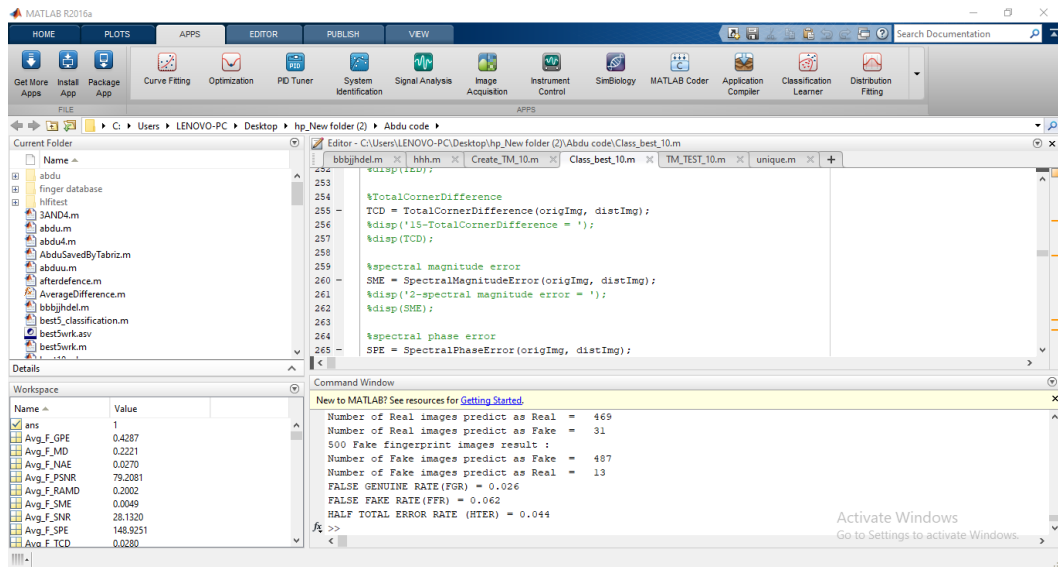 MATLAB R2016a
HOME PLOTS APPS EDITOR PUBLISH VIEW Search Documentation
Get More Apps Install App Package App Curve Fitting Optimization PID Tuner System Identification Signal Analysis Image Acquisition Instrument Control SimBiology MATLAB Coder Application Compiler Classification Learner Distribution Fitting
FILE APPS
C: Users LENOVO-PC Desktop hp_New folder (2) Abdu code
Current Folder
Name
abdu
finger database
hlfitest
3AND4.m
abdu.m
abdu4.m
AbduSavedByTabriz.m
abduu.m
afterdefence.m
AverageDifference.m
bbbjjhdel.m
best5_classification.m
best5wrk.asv
best5wrk.m
Details
Workspace
Name Value
ans 1
Avg_F_GPE 0.4287
Avg_F_MD 0.2221
Avg_F_NAE 0.0270
Avg_F_PSNR 79.2081
Avg_F_RAMD 0.2002
Avg_F_SME 0.0049
Avg_F_SNR 28.1320
Avg_F_SPE 148.9251
Avg_F_TCD 0.0280
Editor - C:\Users\LENOVO-PC\Desktop\hp_New folder (2)\Abdu code\Class_best_10.m
bbbjjhdel.m hhh.m Create_TM_10.m Class_best_10.m TM_TEST_10.m unique.m
252 %disp(TED);
253
254 %TotalCornerDifference
255 - TCD = TotalCornerDifference(origImg, distImg);
256 %disp('15-TotalCornerDifference = ');
257 %disp(TCD);
258
259 %spectral magnitude error
260 - SME = SpectralMagnitudeError(origImg, distImg);
261 %disp('2-spectral magnitude error = ');
262 %disp(SME);
263
264 %spectral phase error
265 - SPE = SpectralPhaseError(origImg, distImg);
Command Window
New to MATLAB? See resources for Getting Started.
Number of Real images predict as Real = 469
Number of Real images predict as Fake = 31
500 Fake fingerprint images result :
Number of Fake images predict as Fake = 487
Number of Fake images predict as Real = 13
FALSE GENUINE RATE(FGR) = 0.026
FALSE FAKE RATE(FFR) = 0.062
HALF TOTAL ERROR RATE (HTER) = 0.044
fx >>
Activate Windows
Go to Settings to activate Windows.